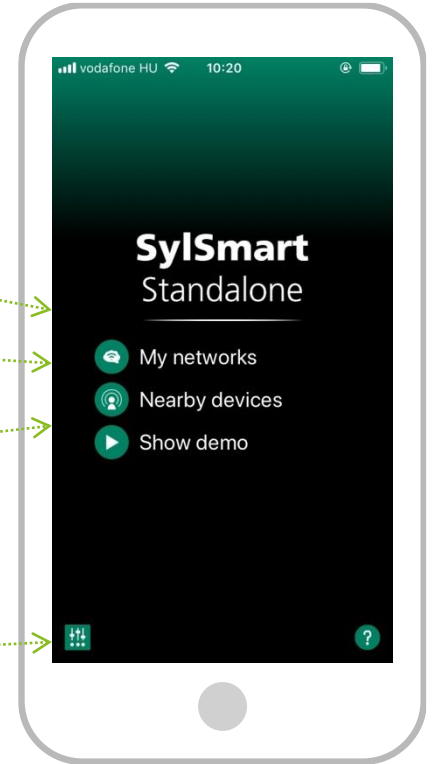 vodafone HU 10:20
SylSmart
Standalone
My networks
Nearby devices
Show demo
?